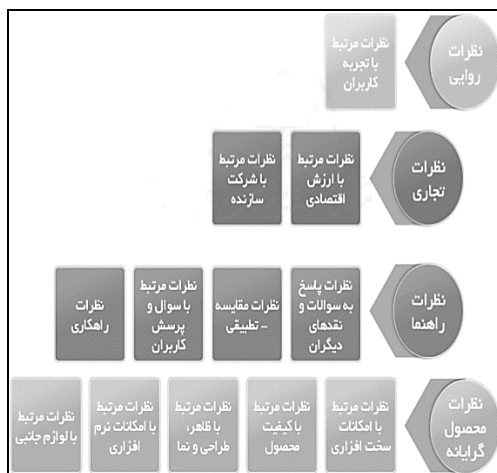 نظرات
روایی
نظرات مرتبط
با تجربه
کاربران
نظرات
تجاری
نظرات مرتبط
با ارزش
اقتصادی
نظرات مرتبط
با شرکت
سازنده
نظرات
راهنما
نظرات پاسخ
به سوالات و
نقدهای
دیگران
نظرات مقایسه
- تطبیقی
نظرات مرتبط
با سوال و
پرسش
کاربران
نظرات
راهکاری
نظرات
محصول
گرایانه
نظرات مرتبط
با امکانات
سخت افزاری
نظرات مرتبط
با کیفیت
محصول
نظرات مرتبط
با ظاهر،
طراحی و نما
نظرات مرتبط
با امکانات نرم
افزاری
نظرات مرتبط
با لوازم جانبی